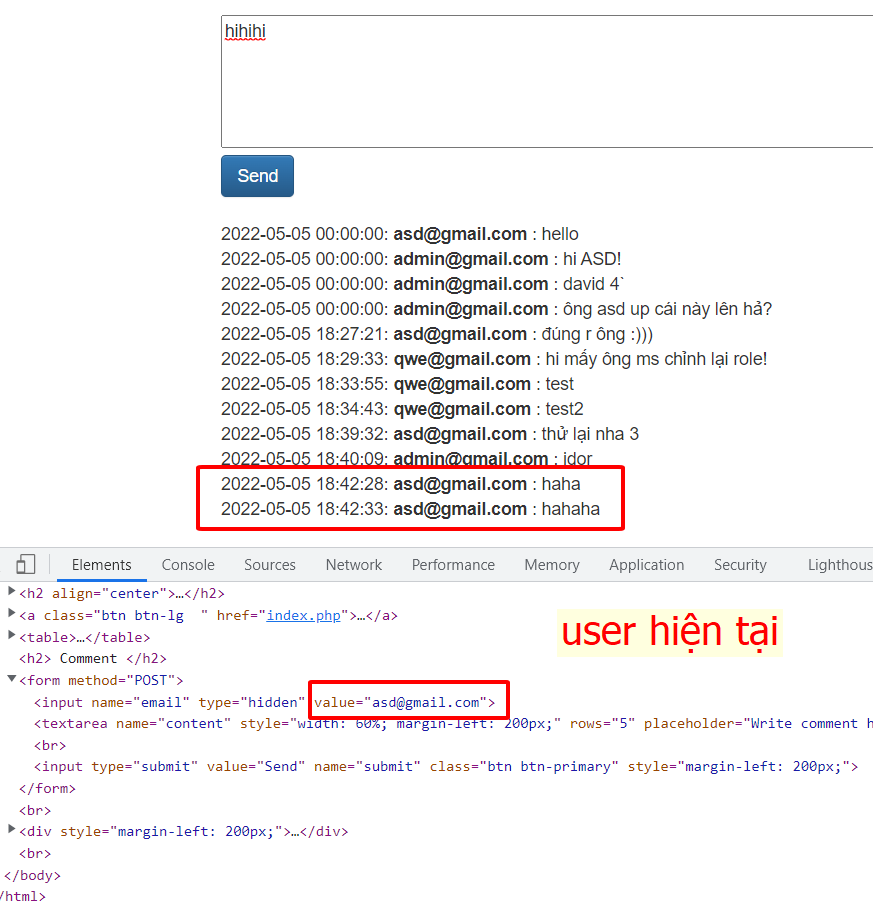 hihihi
Send
2022-05-05 00:00:00: asd@gmail.com : hello
2022-05-05 00:00:00: admin@gmail.com : hi ASD!
2022-05-05 00:00:00: admin@gmail.com : david 4`
2022-05-05 00:00:00: admin@gmail.com : ông asd up cái này lên hả?
2022-05-05 18:27:21: asd@gmail.com : đúng r ông :)))
2022-05-05 18:29:33: qwe@gmail.com : hi mấy ông ms chỉnh lại role!
2022-05-05 18:33:55: qwe@gmail.com : test
2022-05-05 18:34:43: qwe@gmail.com : test2
2022-05-05 18:39:32: asd@gmail.com : thử lại nha 3
2022-05-05 18:40:09: admin@gmail.com : idor
2022-05-05 18:42:28: asd@gmail.com : haha
2022-05-05 18:42:33: asd@gmail.com : hahaha
Elements Console Sources Network Performance Memory Application Security Lighthous
<h2 align="center">…</h2>
<a class="btn btn-lg  " href="index.php">…</a>
user hiện tại
<table>…</table>
<h2> Comment </h2>
<form method="POST">
<input name="email" type="hidden" value="asd@gmail.com">
<textarea name="content" style="width: 60%; margin-left: 200px;" rows="5" placeholder="Write comment h
<br>
<input type="submit" value="Send" name="submit" class="btn btn-primary" style="margin-left: 200px;">
</form>
<br>
<div style="margin-left: 200px;">…</div>
<br>
</body>
/html>